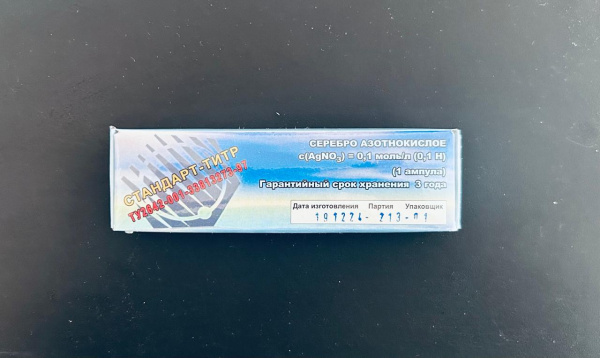 СТАНДАРТ-ТИТР
СЕРЕБРО АЗОТНОКИСЛОЕ
c(AgNO3) = 0,1 моль/л (0,1 Н)
(1 ампула)
Гарантийный срок хранения 3 года
Дата изготовления Партия Упаковщик
191224- 213-01